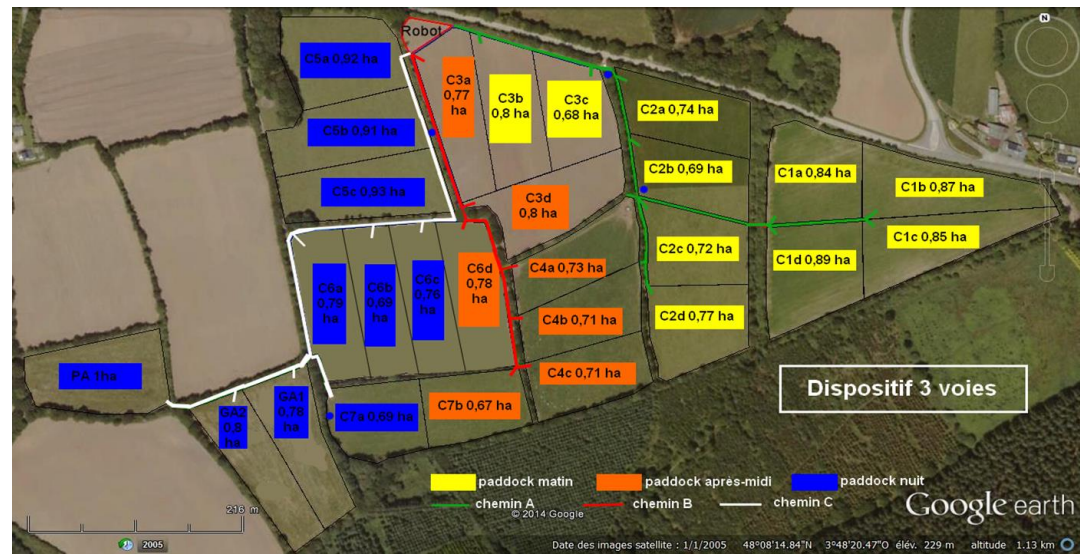 Robot
N
C5a 0,92 ha
C3a
0,77
ha
C3b
0,8 ha
C3c
0,68 ha
C2a 0,74 ha
C5b 0,91 ha
C2b 0,69 ha
C1a 0,84 ha
C1b 0,87 ha
C5c 0,93 ha
C3d
0,8 ha
C1c 0,85 ha
C2c 0,72 ha
C1d 0,89 ha
C6a
0,79
ha
C6b
0,69
ha
C6c
0,76
ha
C6d
0,78
ha
C4a 0,73 ha
C4b 0,71 ha
C2d 0,77 ha
PA 1ha
C4c 0,71 ha
GA2
0,8
ha
GA1
0,78
ha
C7a 0,69 ha
C7b 0,67 ha
Dispositif 3 voies
paddock matin
paddock après-midi
paddock nuit
chemin A
chemin B
chemin C
© 2014 Google
Google earth
216 m
2005
Date des images satellite : 1/1/2005 48°08'14.84"N 3°48'20.47"O élév. 229 m altitude 1.13 km